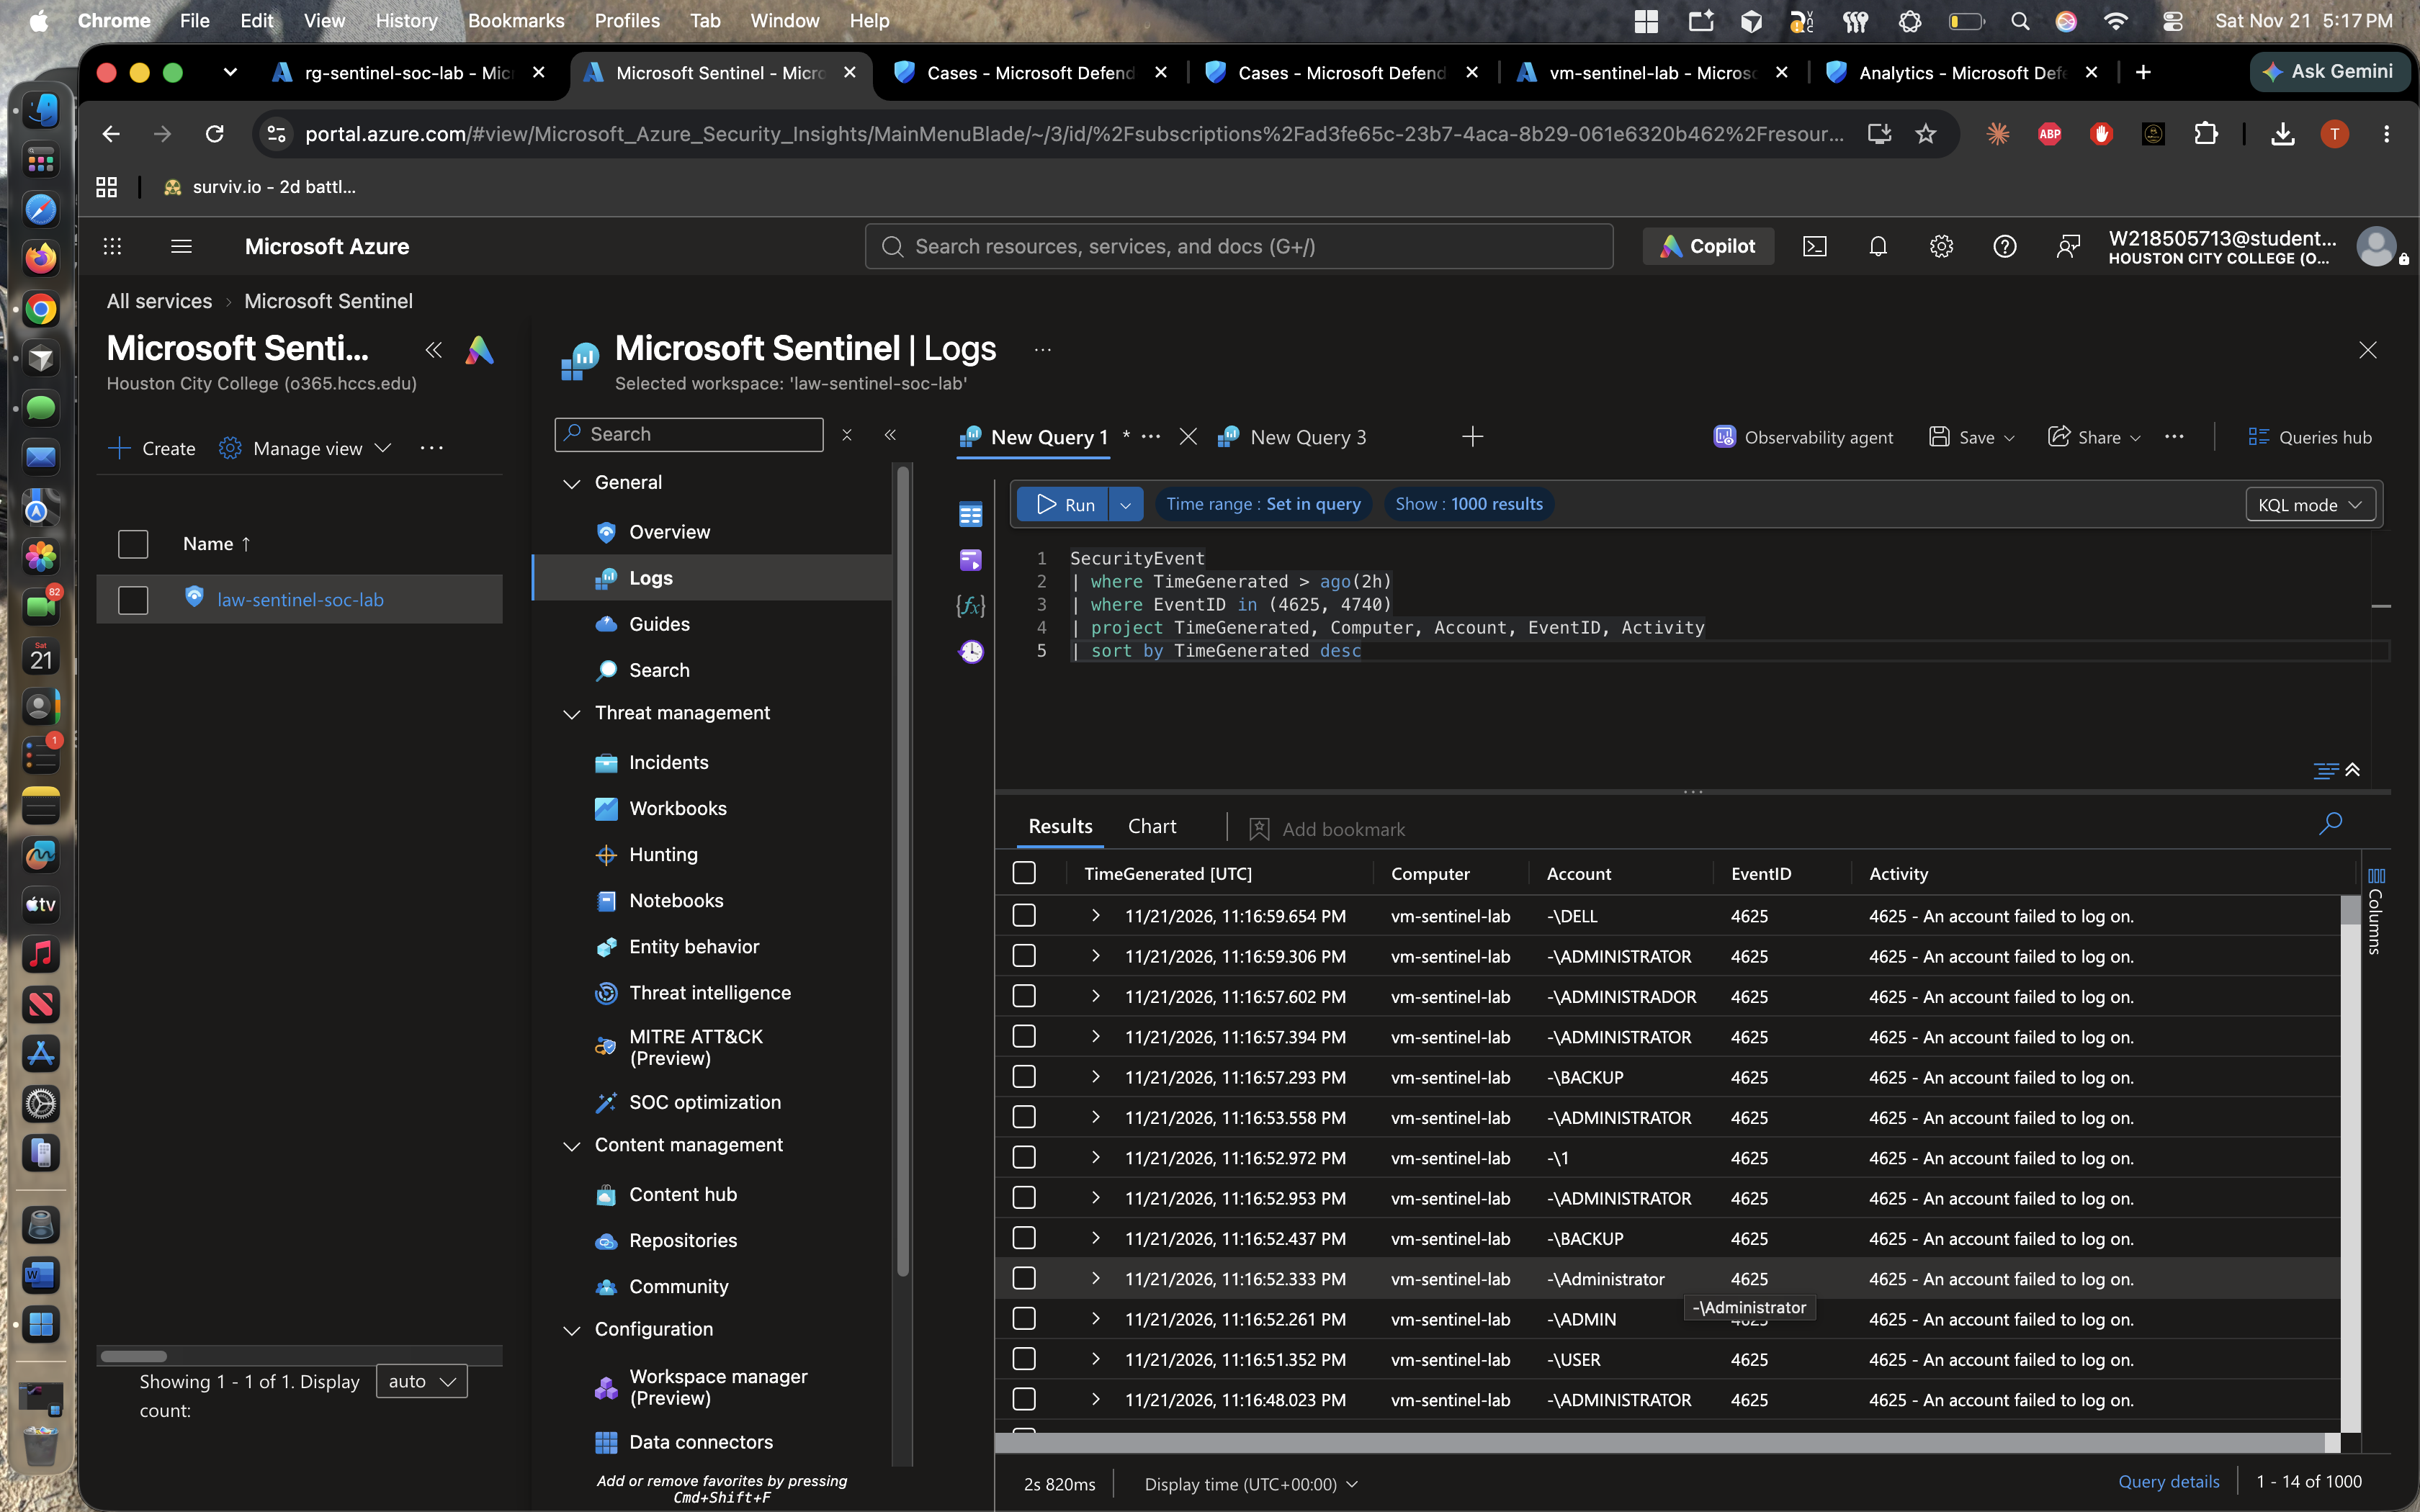 Chrome File Edit View History Bookmarks Profiles Tab Window Help
Sat Nov 21 5:17 PM
rg-sentinel-soc-lab - Micr
Microsoft Sentinel - Micro
Cases - Microsoft Defend
Cases - Microsoft Defend
vm-sentinel-lab - Microsc
Analytics - Microsoft Defe
Ask Gemini
portal.azure.com/#view/Microsoft_Azure_Security_Insights/MainMenuBlade/~/3/id/%2Fsubscriptions%2Fad3fe65c-23b7-4aca-8b29-061e6320b462%2Fresour...
ABP
T
surviv.io - 2d battl...
Microsoft Azure
Search resources, services, and docs (G+/)
Copilot
W218505713@student...
HOUSTON CITY COLLEGE (O...
All services > Microsoft Sentinel
Microsoft Senti...
Houston City College (o365.hccs.edu)
Create
Manage view
Name ↑
law-sentinel-soc-lab
Showing 1 - 1 of 1. Display count:
auto
Microsoft Sentinel | Logs
Selected workspace: 'law-sentinel-soc-lab'
Search
General
Overview
Logs
Guides
Search
Threat management
Incidents
Workbooks
Hunting
Notebooks
Entity behavior
Threat intelligence
MITRE ATT&CK (Preview)
SOC optimization
Content management
Content hub
Repositories
Community
Configuration
Workspace manager (Preview)
Data connectors
Add or remove favorites by pressing
Cmd+Shift+F
New Query 1 *
New Query 3
Observability agent
Save
Share
Queries hub
Run
Time range : Set in query
Show : 1000 results
KQL mode
1 SecurityEvent
2 | where TimeGenerated > ago(2h)
3 | where EventID in (4625, 4740)
4 | project TimeGenerated, Computer, Account, EventID, Activity
5 | sort by TimeGenerated desc
Results
Chart
Add bookmark
TimeGenerated [UTC] Computer Account EventID Activity
11/21/2026, 11:16:59.654 PM vm-sentinel-lab -\DELL 4625 4625 - An account failed to log on.
11/21/2026, 11:16:59.306 PM vm-sentinel-lab -\ADMINISTRATOR 4625 4625 - An account failed to log on.
11/21/2026, 11:16:57.602 PM vm-sentinel-lab -\ADMINISTRADOR 4625 4625 - An account failed to log on.
11/21/2026, 11:16:57.394 PM vm-sentinel-lab -\ADMINISTRATOR 4625 4625 - An account failed to log on.
11/21/2026, 11:16:57.293 PM vm-sentinel-lab -\BACKUP 4625 4625 - An account failed to log on.
11/21/2026, 11:16:53.558 PM vm-sentinel-lab -\ADMINISTRATOR 4625 4625 - An account failed to log on.
11/21/2026, 11:16:52.972 PM vm-sentinel-lab -\1 4625 4625 - An account failed to log on.
11/21/2026, 11:16:52.953 PM vm-sentinel-lab -\ADMINISTRATOR 4625 4625 - An account failed to log on.
11/21/2026, 11:16:52.437 PM vm-sentinel-lab -\BACKUP 4625 4625 - An account failed to log on.
11/21/2026, 11:16:52.333 PM vm-sentinel-lab -\Administrator 4625 4625 - An account failed to log on.
-\Administrator
11/21/2026, 11:16:52.261 PM vm-sentinel-lab -\ADMIN 4625 4625 - An account failed to log on.
11/21/2026, 11:16:51.352 PM vm-sentinel-lab -\USER 4625 4625 - An account failed to log on.
11/21/2026, 11:16:48.023 PM vm-sentinel-lab -\ADMINISTRATOR 4625 4625 - An account failed to log on.
Columns
2s 820ms
Display time (UTC+00:00)
Query details
1 - 14 of 1000
82
Sat
21
1
tv
W